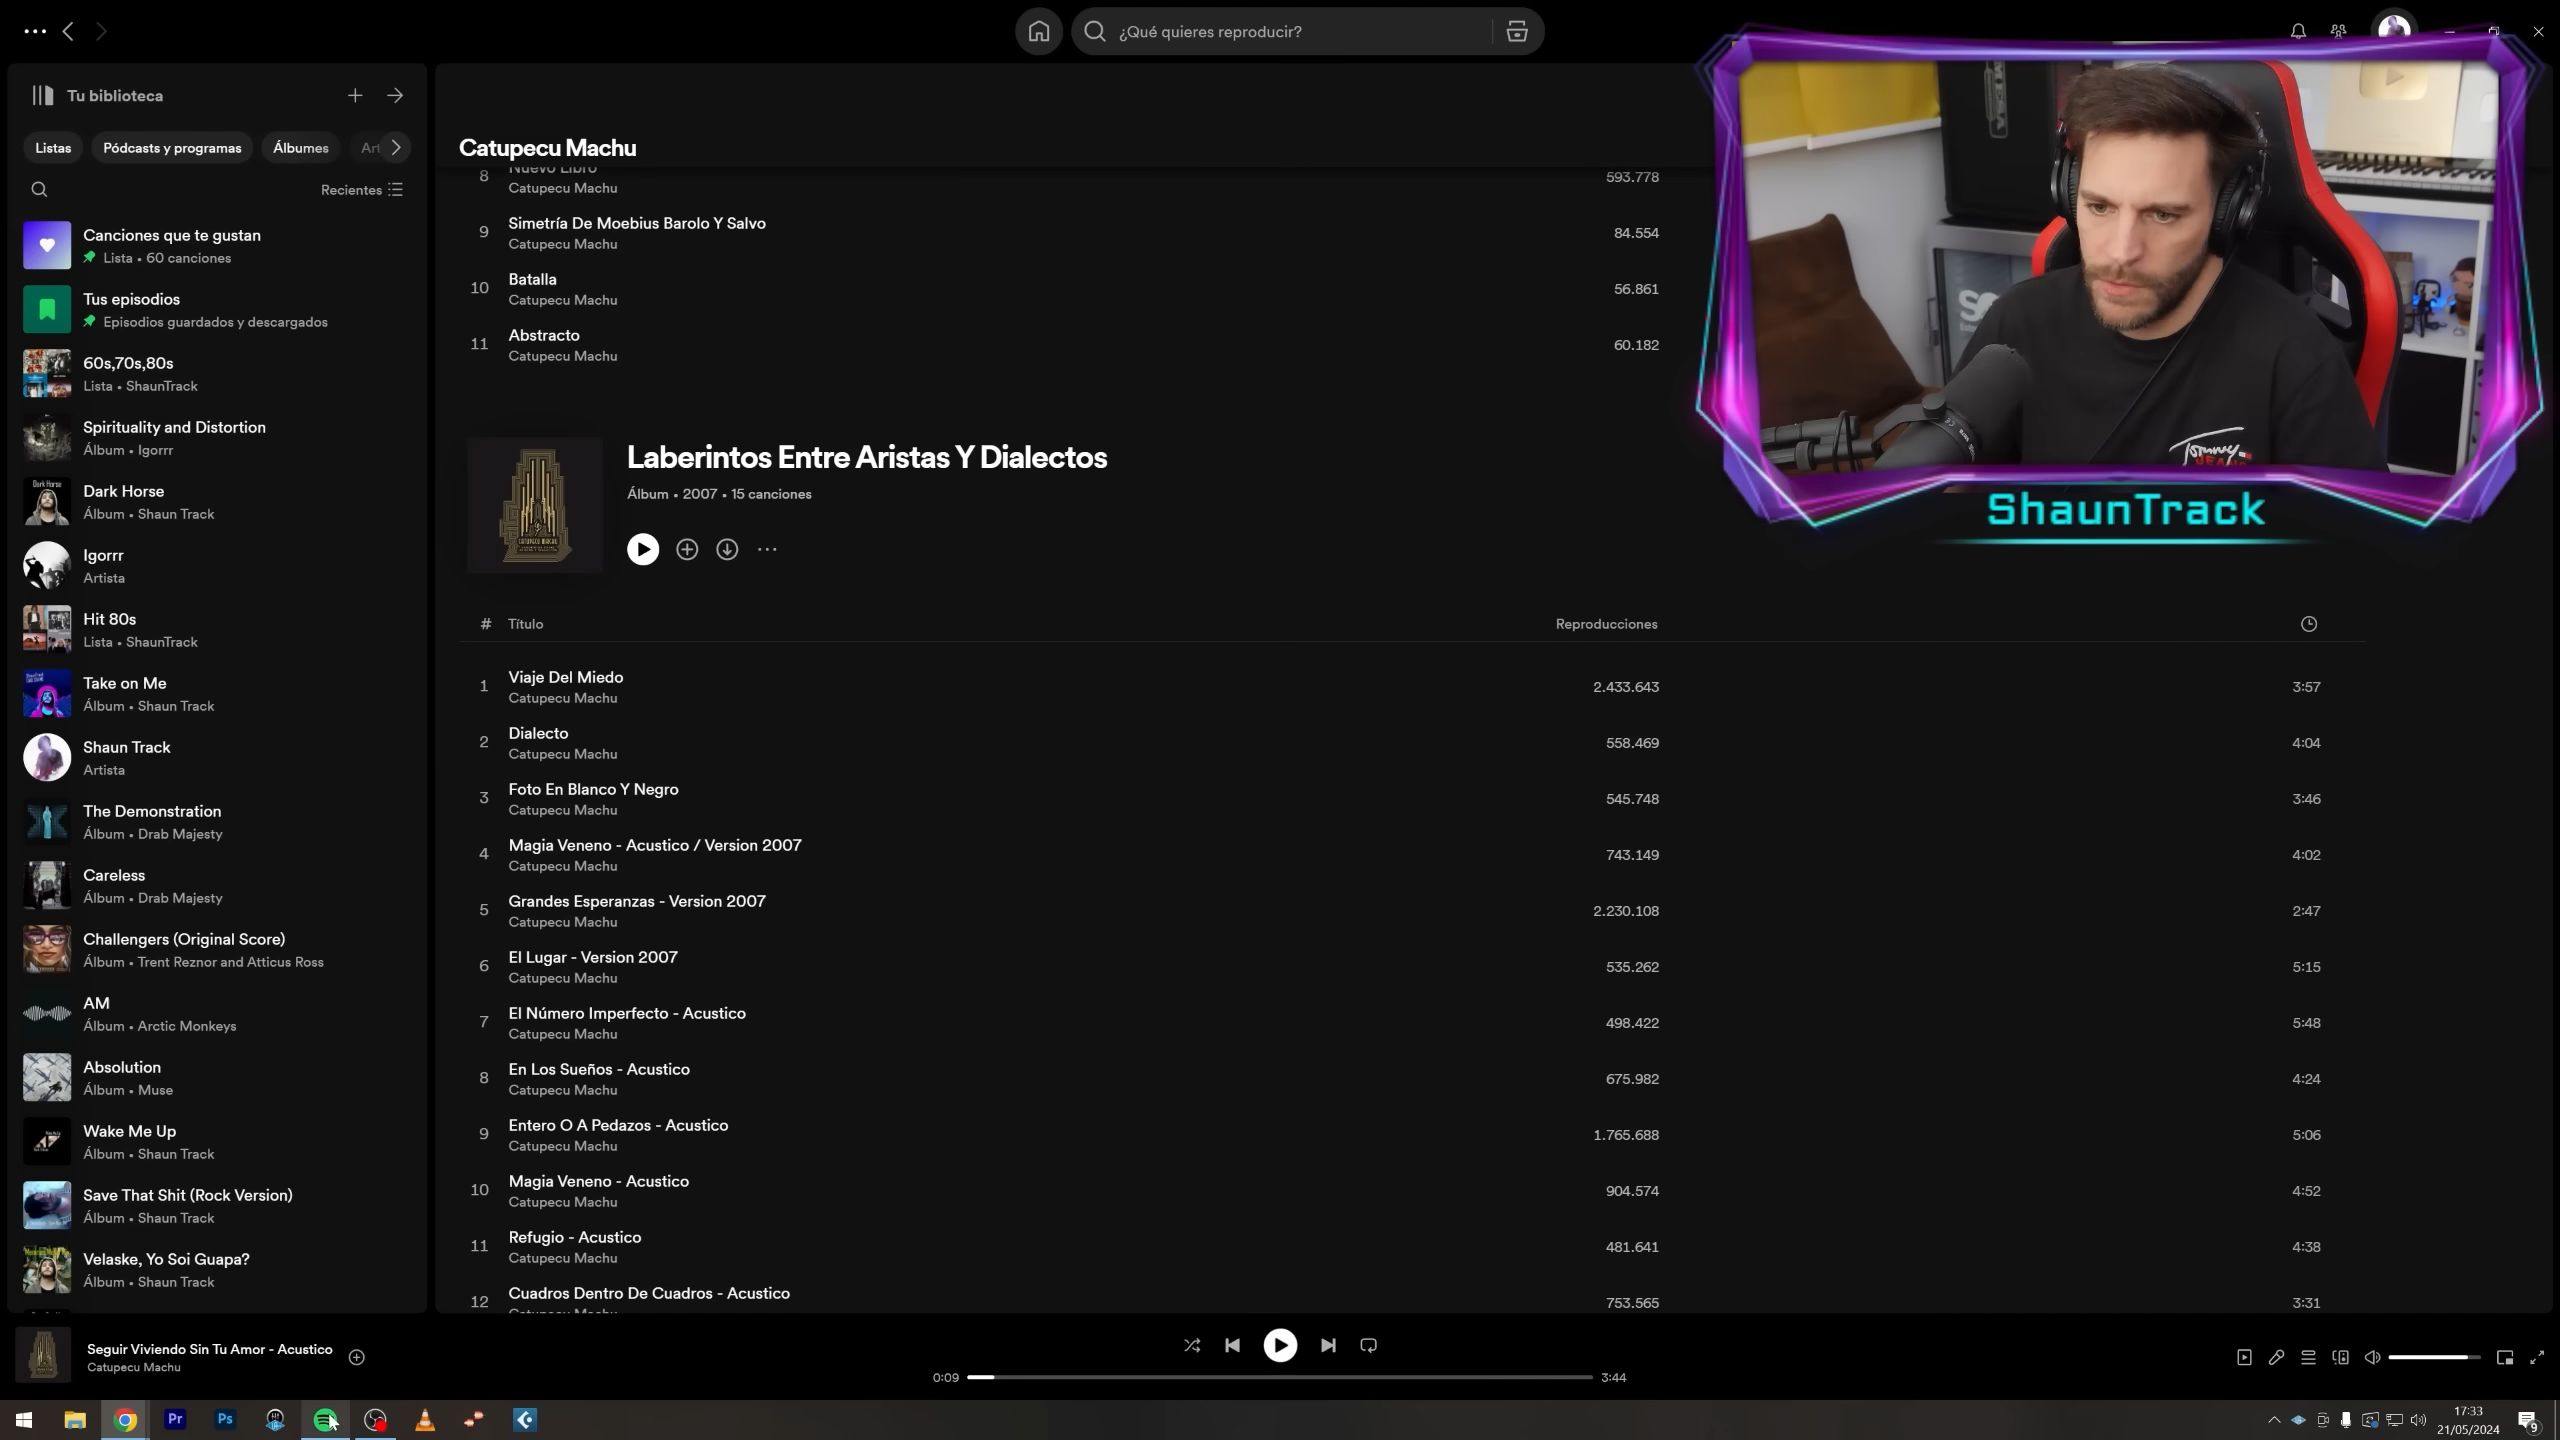 ¿Qué quieres reproducir?
Tu biblioteca
Listas
Pódcasts y programas
Álbumes
Recientes
Canciones que te gustan
Lista • 60 canciones
Tus episodios
Episodios guardados y descargados
60s,70s,80s
Lista • ShaunTrack
Spirituality and Distortion
Álbum • Igorrr
Dark Horse
Álbum • Shaun Track
Igorrr
Artista
Hit 80s
Lista • ShaunTrack
Take on Me
Álbum • Shaun Track
Shaun Track
Artista
The Demonstration
Álbum • Drab Majesty
Careless
Álbum • Drab Majesty
Challengers (Original Score)
Álbum • Trent Reznor and Atticus Ross
AM
Álbum • Arctic Monkeys
Absolution
Álbum • Muse
Wake Me Up
Álbum • Shaun Track
Save That Shit (Rock Version)
Álbum • Shaun Track
Velaske, Yo Soi Guapa?
Álbum • Shaun Track
Catupecu Machu
8 Nuevo Libro 593.778
Catupecu Machu
9 Simetría De Moebius Barolo Y Salvo 84.554
Catupecu Machu
10 Batalla 56.861
Catupecu Machu
11 Abstracto 60.182
Catupecu Machu
Laberintos Entre Aristas Y Dialectos
Álbum • 2007 • 15 canciones
# Título Reproducciones
1 Viaje Del Miedo 2.433.643 3:57
Catupecu Machu
2 Dialecto 558.469 4:04
Catupecu Machu
3 Foto En Blanco Y Negro 545.748 3:46
Catupecu Machu
4 Magia Veneno - Acustico / Version 2007 743.149 4:02
Catupecu Machu
5 Grandes Esperanzas - Version 2007 2.230.108 2:47
Catupecu Machu
6 El Lugar - Version 2007 535.262 5:15
Catupecu Machu
7 El Número Imperfecto - Acustico 498.422 5:48
Catupecu Machu
8 En Los Sueños - Acustico 675.982 4:24
Catupecu Machu
9 Entero O A Pedazos - Acustico 1.765.688 5:06
Catupecu Machu
10 Magia Veneno - Acustico 904.574 4:52
Catupecu Machu
11 Refugio - Acustico 481.641 4:38
Catupecu Machu
12 Cuadros Dentro De Cuadros - Acustico 753.565 3:31
Tommy
JEANS
ShaunTrack
Seguir Viviendo Sin Tu Amor - Acustico
Catupecu Machu
0:09 3:44
Pr
Ps
17:33
21/05/2024
9